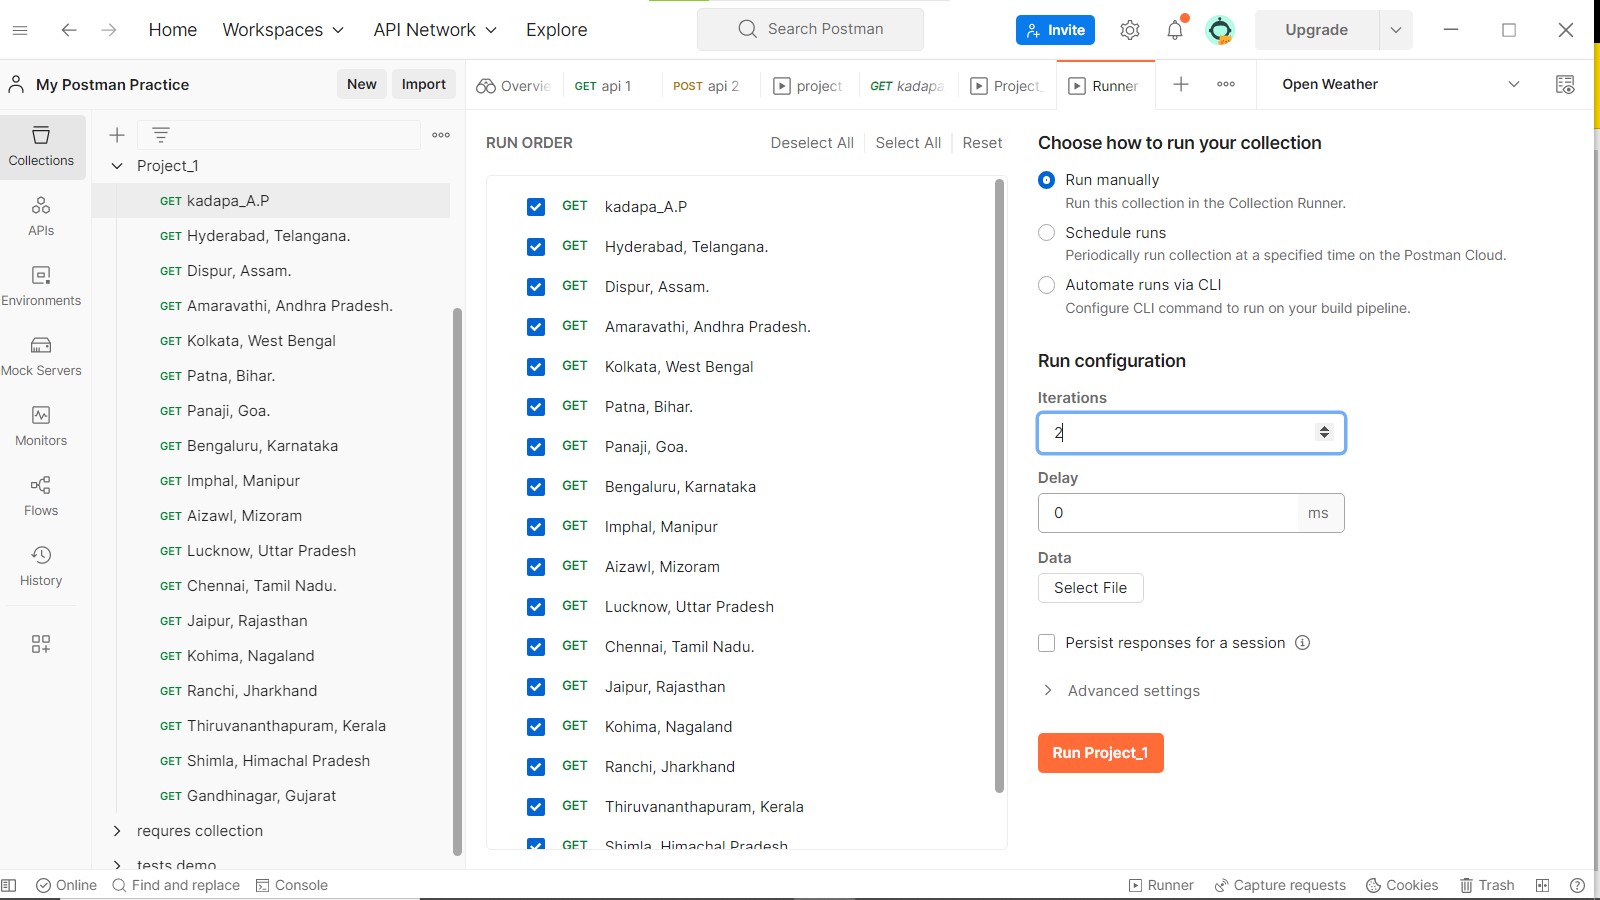 Home
Workspaces
API Network
Explore
Search Postman
Invite
Upgrade
My Postman Practice
New
Import
Overvie
GET api 1
POST api 2
project
GET kadapa
Project_
Runner
Open Weather
Collections
APIs
Environments
Mock Servers
Monitors
Flows
History
Project_1
GET kadapa_A.P
GET Hyderabad, Telangana.
GET Dispur, Assam.
GET Amaravathi, Andhra Pradesh.
GET Kolkata, West Bengal
GET Patna, Bihar.
GET Panaji, Goa.
GET Bengaluru, Karnataka
GET Imphal, Manipur
GET Aizawl, Mizoram
GET Lucknow, Uttar Pradesh
GET Chennai, Tamil Nadu.
GET Jaipur, Rajasthan
GET Kohima, Nagaland
GET Ranchi, Jharkhand
GET Thiruvananthapuram, Kerala
GET Shimla, Himachal Pradesh
GET Gandhinagar, Gujarat
requres collection
tests demo
RUN ORDER
Deselect All
Select All
Reset
GET kadapa_A.P
GET Hyderabad, Telangana.
GET Dispur, Assam.
GET Amaravathi, Andhra Pradesh.
GET Kolkata, West Bengal
GET Patna, Bihar.
GET Panaji, Goa.
GET Bengaluru, Karnataka
GET Imphal, Manipur
GET Aizawl, Mizoram
GET Lucknow, Uttar Pradesh
GET Chennai, Tamil Nadu.
GET Jaipur, Rajasthan
GET Kohima, Nagaland
GET Ranchi, Jharkhand
GET Thiruvananthapuram, Kerala
GET Shimla, Himachal Pradesh
Choose how to run your collection
Run manually
Run this collection in the Collection Runner.
Schedule runs
Periodically run collection at a specified time on the Postman Cloud.
Automate runs via CLI
Configure CLI command to run on your build pipeline.
Run configuration
Iterations
2
Delay
0 ms
Data
Select File
Persist responses for a session
Advanced settings
Run Project_1
Online
Find and replace
Console
Runner
Capture requests
Cookies
Trash